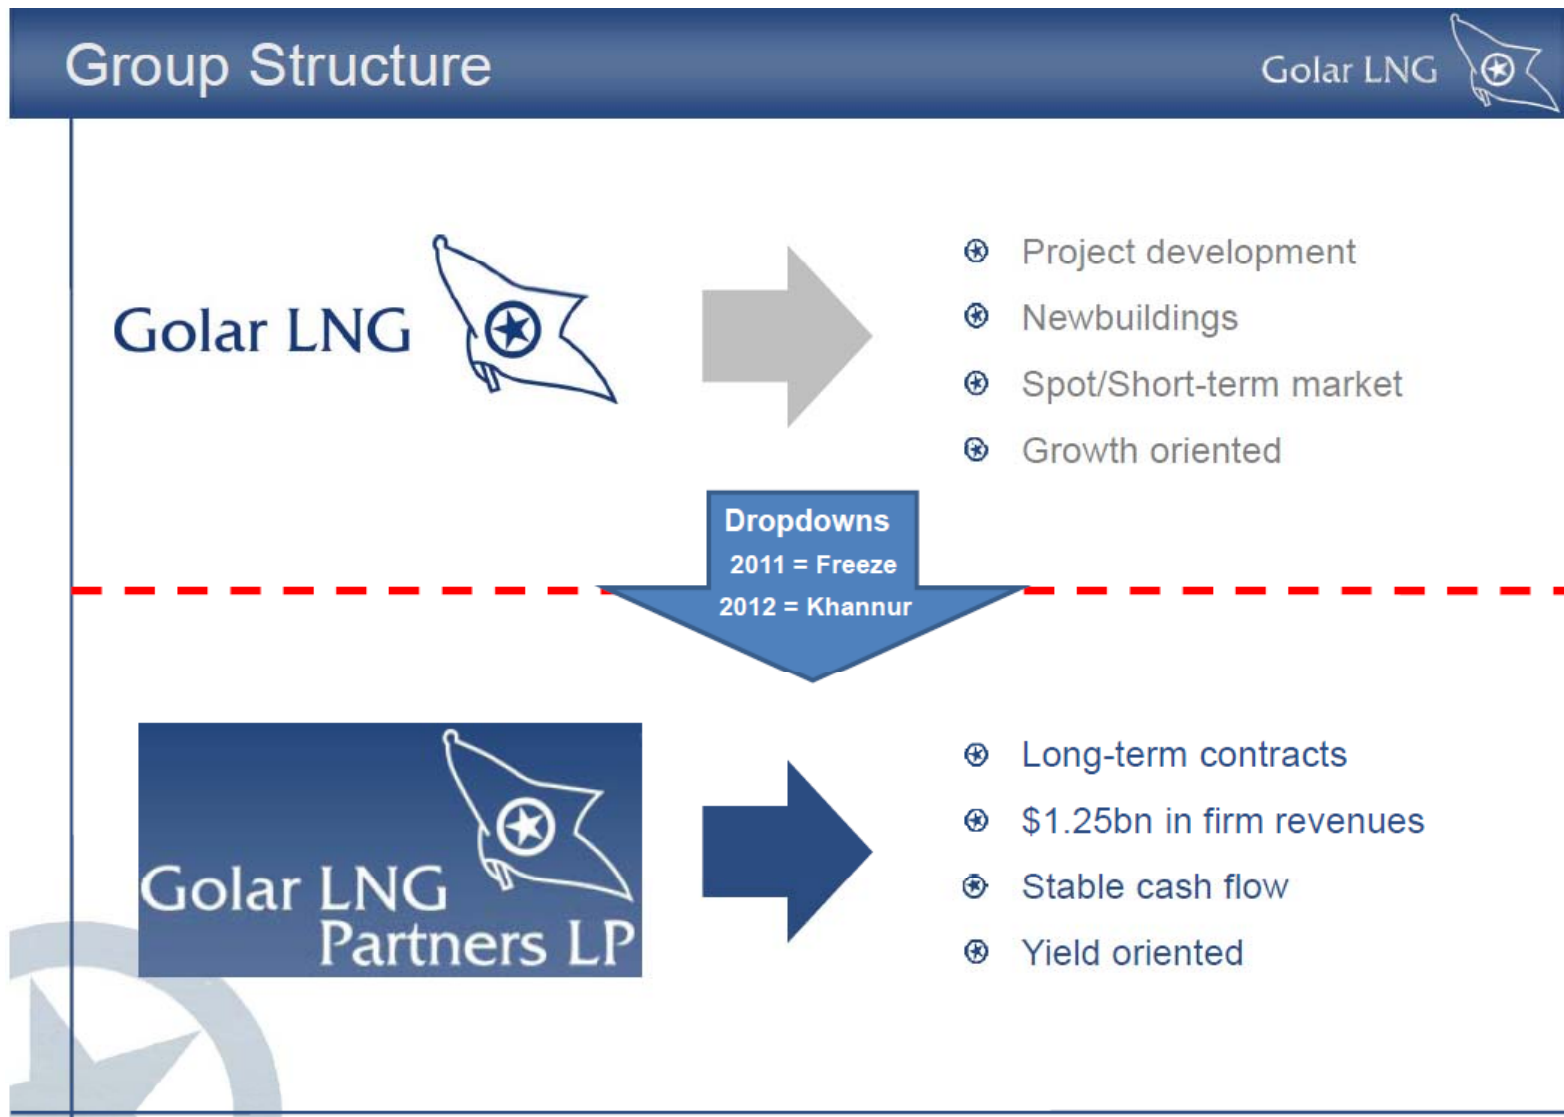 Group Structure
Golar LNG
Golar LNG
Project development
Newbuildings
Spot/Short-term market
Growth oriented
Dropdowns
2011 = Freeze
2012 = Khannur
Golar LNG
Partners LP
Long-term contracts
$1.25bn in firm revenues
Stable cash flow
Yield oriented